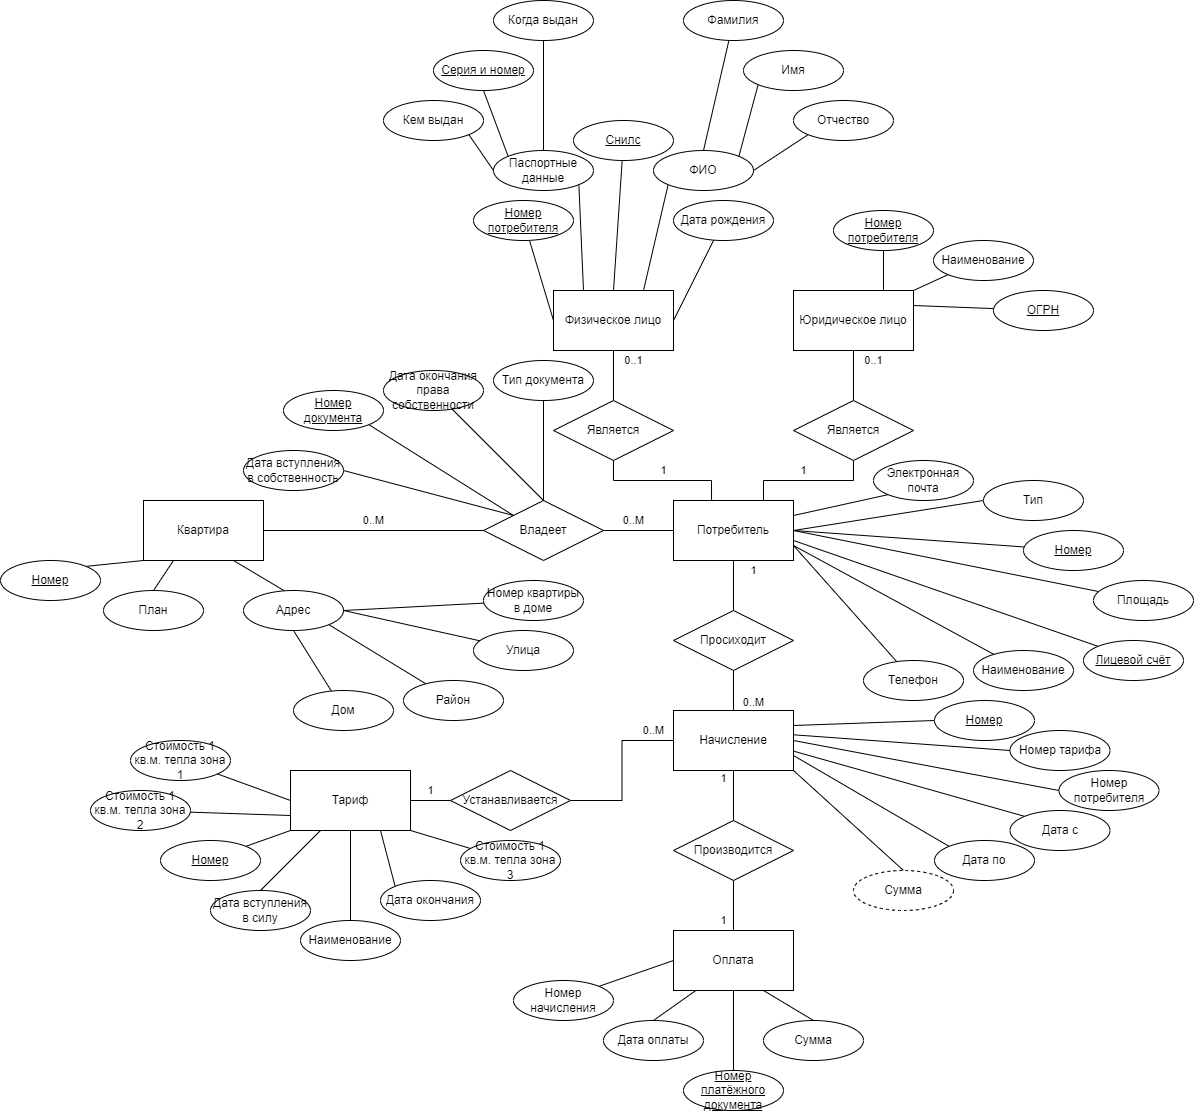 Когда выдан
Фамилия
Серия и номер
Имя
Кем выдан
Отчество
Снилс
Паспортные
данные
ФИО
Номер
потребителя
Дата рождения
Номер
потребителя
Наименование
ОГРН
Физическое лицо
Юридическое лицо
0..1
0..1
Дата окончания
права
собственности
Тип документа
Номер
документа
Является
Является
Дата вступления
в собственность
1
1
Электронная
почта
Тип
Квартира
0..M
Владеет
0..M
Потребитель
Номер
Номер
План
Адрес
Номер квартиры
в доме
1
Площадь
Улица
Просиходит
Лицевой счёт
Наименование
Телефон
Дом
Район
0..M
0..M
Начисление
Номер
Номер тарифа
Стоимость 1
кв.м. тепла зона
1
1
Номер
потребителя
Стоимость 1
кв.м. тепла зона
2
Тариф
1
Устанавливается
Дата с
Номер
Стоимость 1
кв.м. тепла зона
3
Производится
Дата по
Сумма
Дата вступления
в силу
Дата окончания
Наименование
1
Оплата
Номер
начисления
Дата оплаты
Сумма
Номер
платёжного
документа